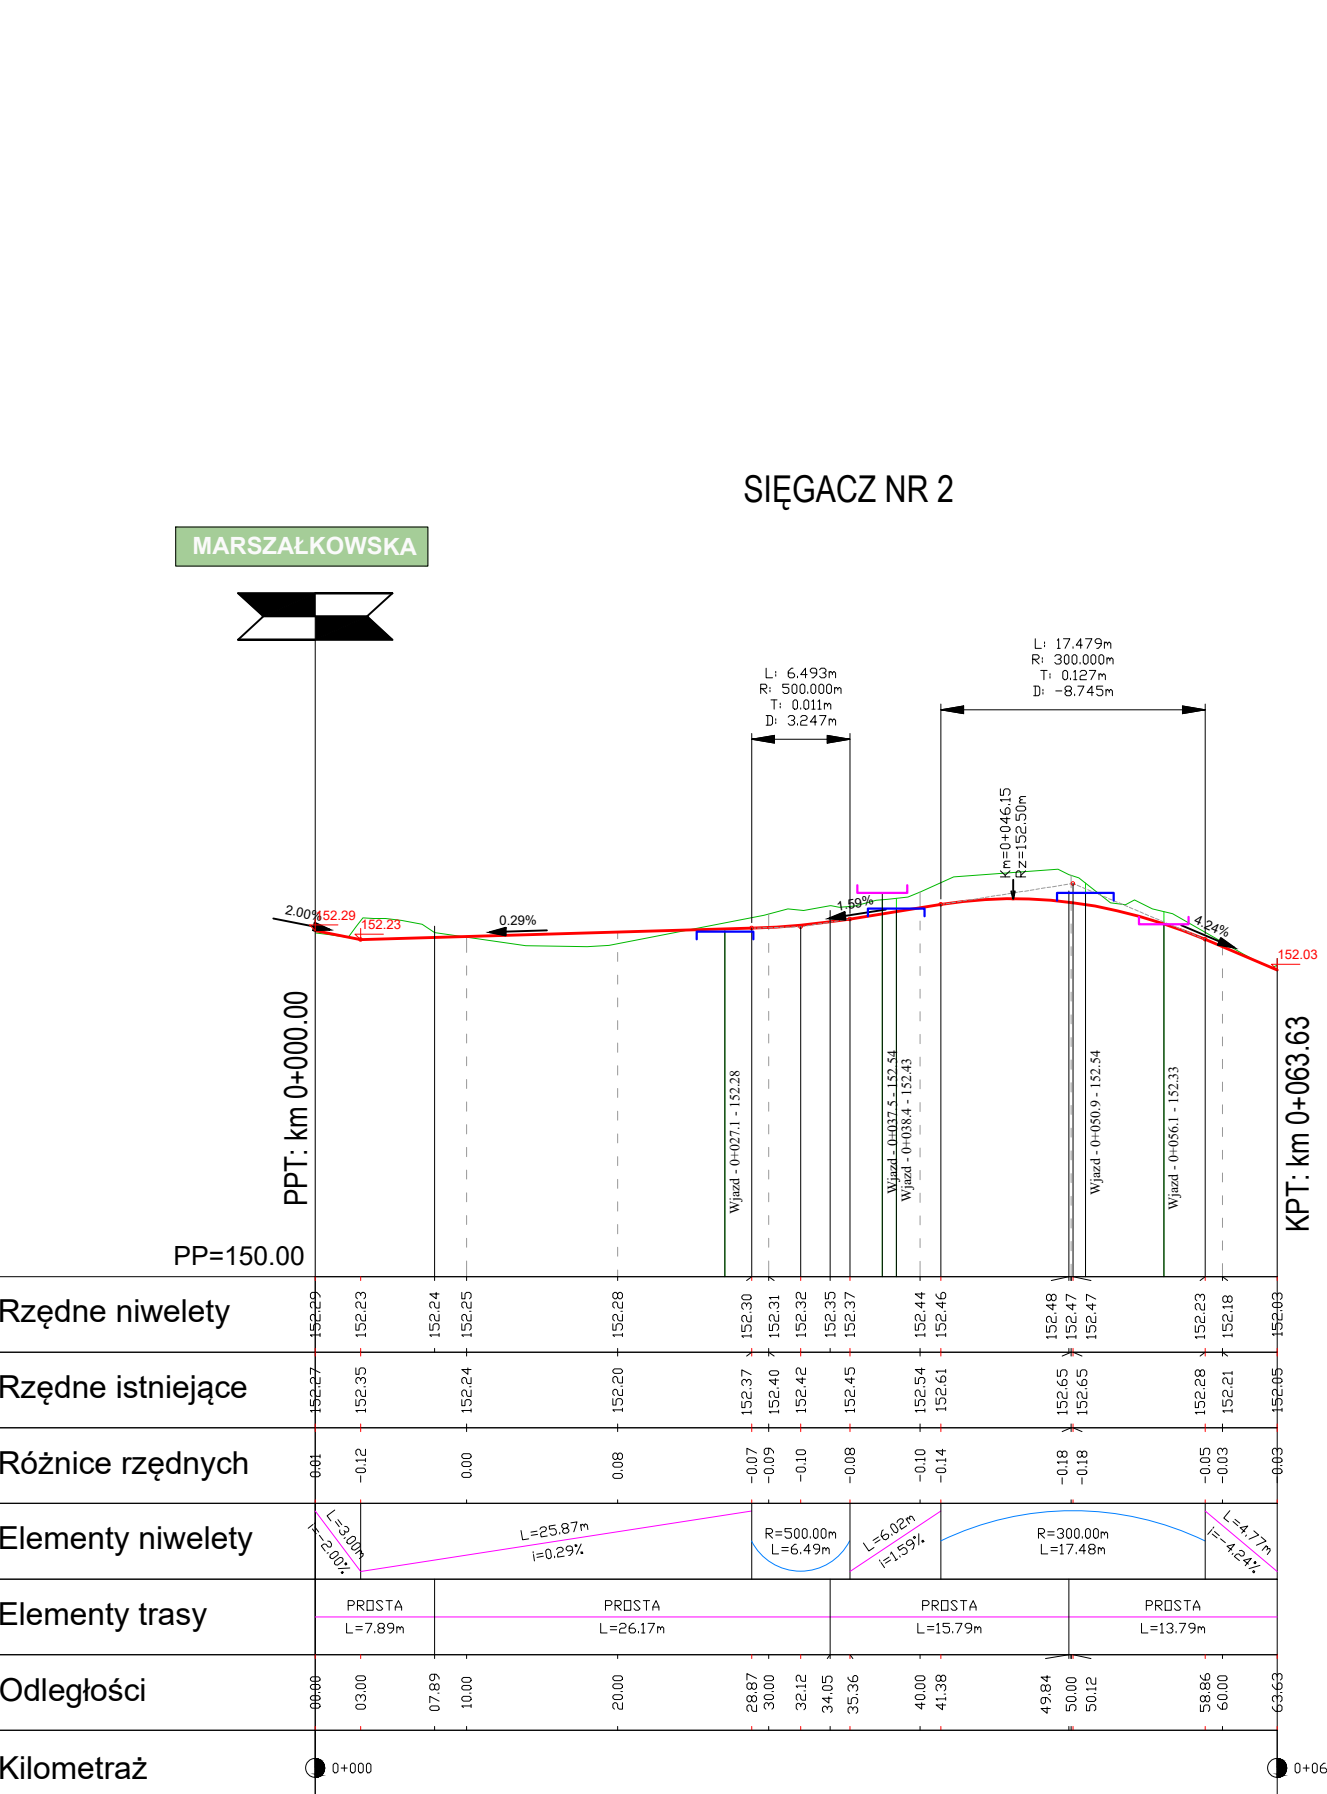 SIĘGACZ NR 2
MARSZAŁKOWSKA
L: 6.493m
R: 500.000m
T: 0.011m
D: 3.247m
L: 17.479m
R: 300.000m
T: 0.127m
D: -8.745m
Km=0+046.15
Rz=152.50m
2.00%
152.29
152.23
0.29%
1.59%
4.24%
152.03
PPT: km 0+000.00
KPT: km 0+063.63
Wjazd - 0+027.1 - 152.28
Wjazd - 0+037.5 - 152.54
Wjazd - 0+038.4 - 152.43
Wjazd - 0+050.9 - 152.54
Wjazd - 0+056.1 - 152.33
PP=150.00
Rzędne niwelety 152.29 152.23 152.24 152.25 152.28 152.30 152.31 152.32 152.35 152.37 152.44 152.46 152.48 152.47 152.47 152.23 152.18 152.03
Rzędne istniejące 152.27 152.35 152.24 152.20 152.37 152.40 152.42 152.45 152.54 152.61 152.65 152.65 152.28 152.21 152.05
Różnice rzędnych 0.01 -0.12 0.00 0.08 -0.07 -0.09 -0.10 -0.08 -0.10 -0.14 -0.18 -0.18 -0.05 -0.03 -0.03
Elementy niwelety
L=3.00m
i=-2.00%
L=25.87m
i=0.29%
R=500.00m
L=6.49m
L=6.02m
i=1.59%
R=300.00m
L=17.48m
L=4.77m
i=-4.24%
Elementy trasy
PROSTA
L=7.89m
PROSTA
L=26.17m
PROSTA
L=15.79m
PROSTA
L=13.79m
Odległości 00.00 03.00 07.89 10.00 20.00 28.87 30.00 32.12 34.05 35.36 40.00 41.38 49.84 50.00 50.12 58.86 60.00 63.63
Kilometraż 0+000 0+06